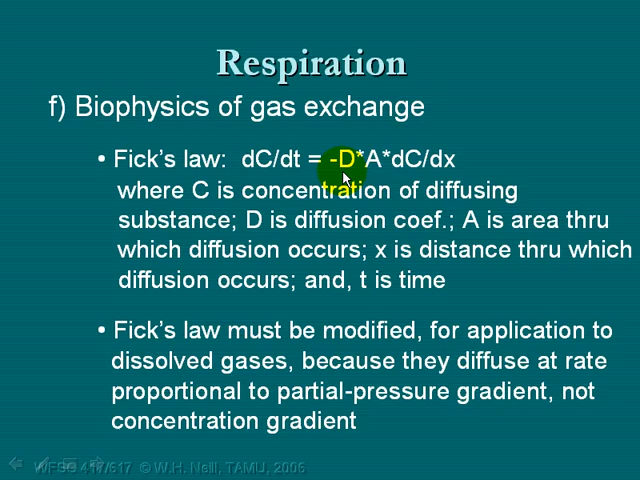 Respiration
f) Biophysics of gas exchange
• Fick's law: dC/dt = -D*A*dC/dx
where C is concentration of diffusing
substance; D is diffusion coef.; A is area thru
which diffusion occurs; x is distance thru which
diffusion occurs; and, t is time
• Fick's law must be modified, for application to
dissolved gases, because they diffuse at rate
proportional to partial-pressure gradient, not
concentration gradient
WFSC 417/617 © W.H. Neill, TAMU, 2006